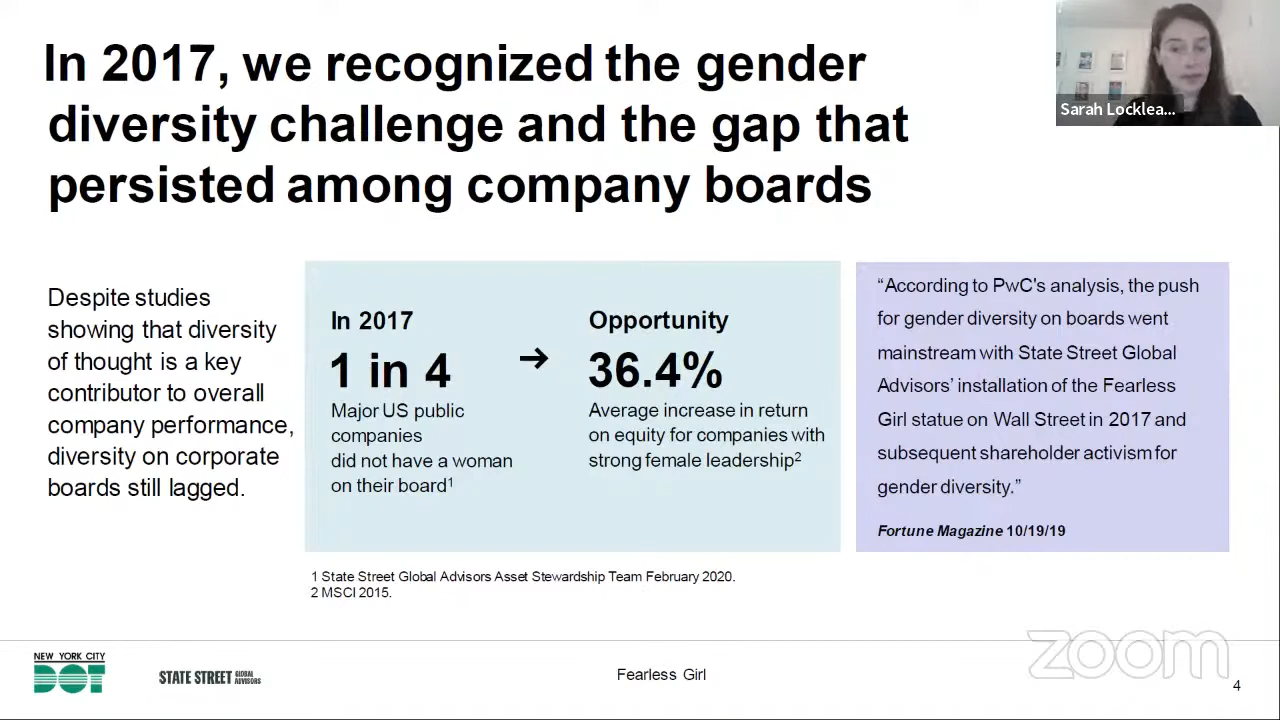 In 2017, we recognized the gender
diversity challenge and the gap that
persisted among company boards
Sarah Locklea...
Despite studies
showing that diversity
of thought is a key
contributor to overall
company performance,
diversity on corporate
boards still lagged.
In 2017
1 in 4
Major US public
companies
did not have a woman
on their board1
→
Opportunity
36.4%
Average increase in return
on equity for companies with
strong female leadership2
“According to PwC's analysis, the push
for gender diversity on boards went
mainstream with State Street Global
Advisors’ installation of the Fearless
Girl statue on Wall Street in 2017 and
subsequent shareholder activism for
gender diversity.”
Fortune Magazine 10/19/19
1 State Street Global Advisors Asset Stewardship Team February 2020.
2 MSCI 2015.
NEW YORK CITY
DOT
STATE STREET GLOBAL ADVISORS
Fearless Girl
zoom
4